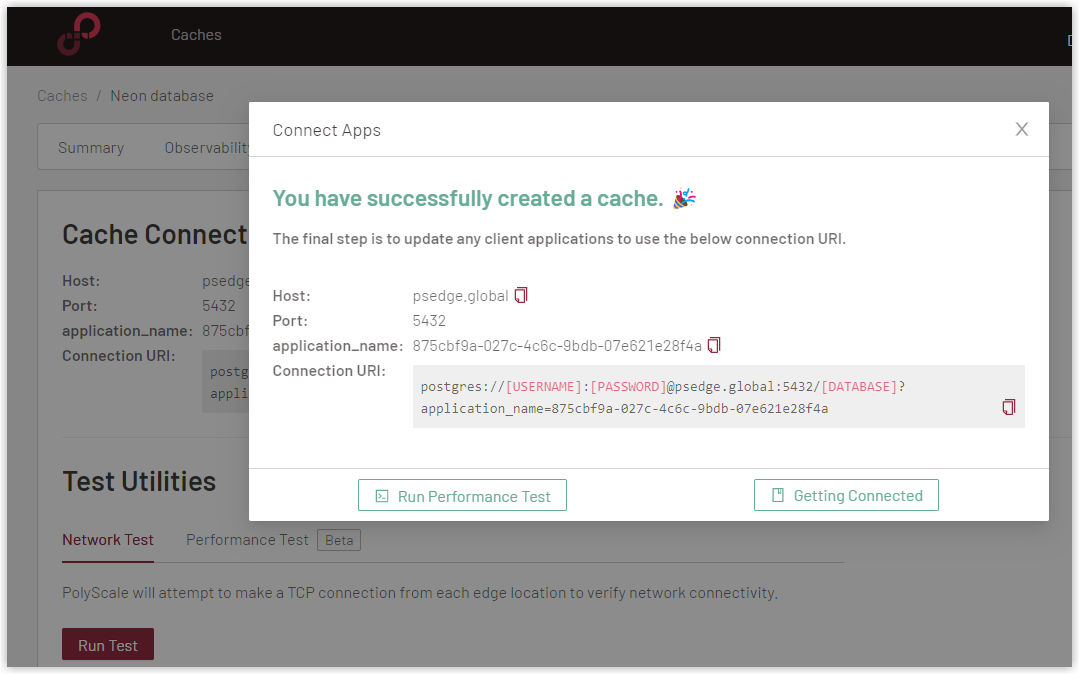 Caches
Caches / Neon database
Summary
Connect Apps
You have successfully created a cache.
The final step is to update any client applications to use the below connection URI.
Host: psedge.global
Port: 5432
application_name: 875cbf9a-027c-4c6c-9bdb-07e621e28f4a
Connection URI:
postgres://[USERNAME]:[PASSWORD]@psedge.global:5432/[DATABASE]?
application_name=875cbf9a-027c-4c6c-9bdb-07e621e28f4a
Run Performance Test
Getting Connected
Cache Connect
Host: psedge
Port: 5432
application_name: 875cbf
Connection URI:
postg
appli
Test Utilities
Network Test Performance Test Beta
PolyScale will attempt to make a TCP connection from each edge location to verify network connectivity.
Run Test